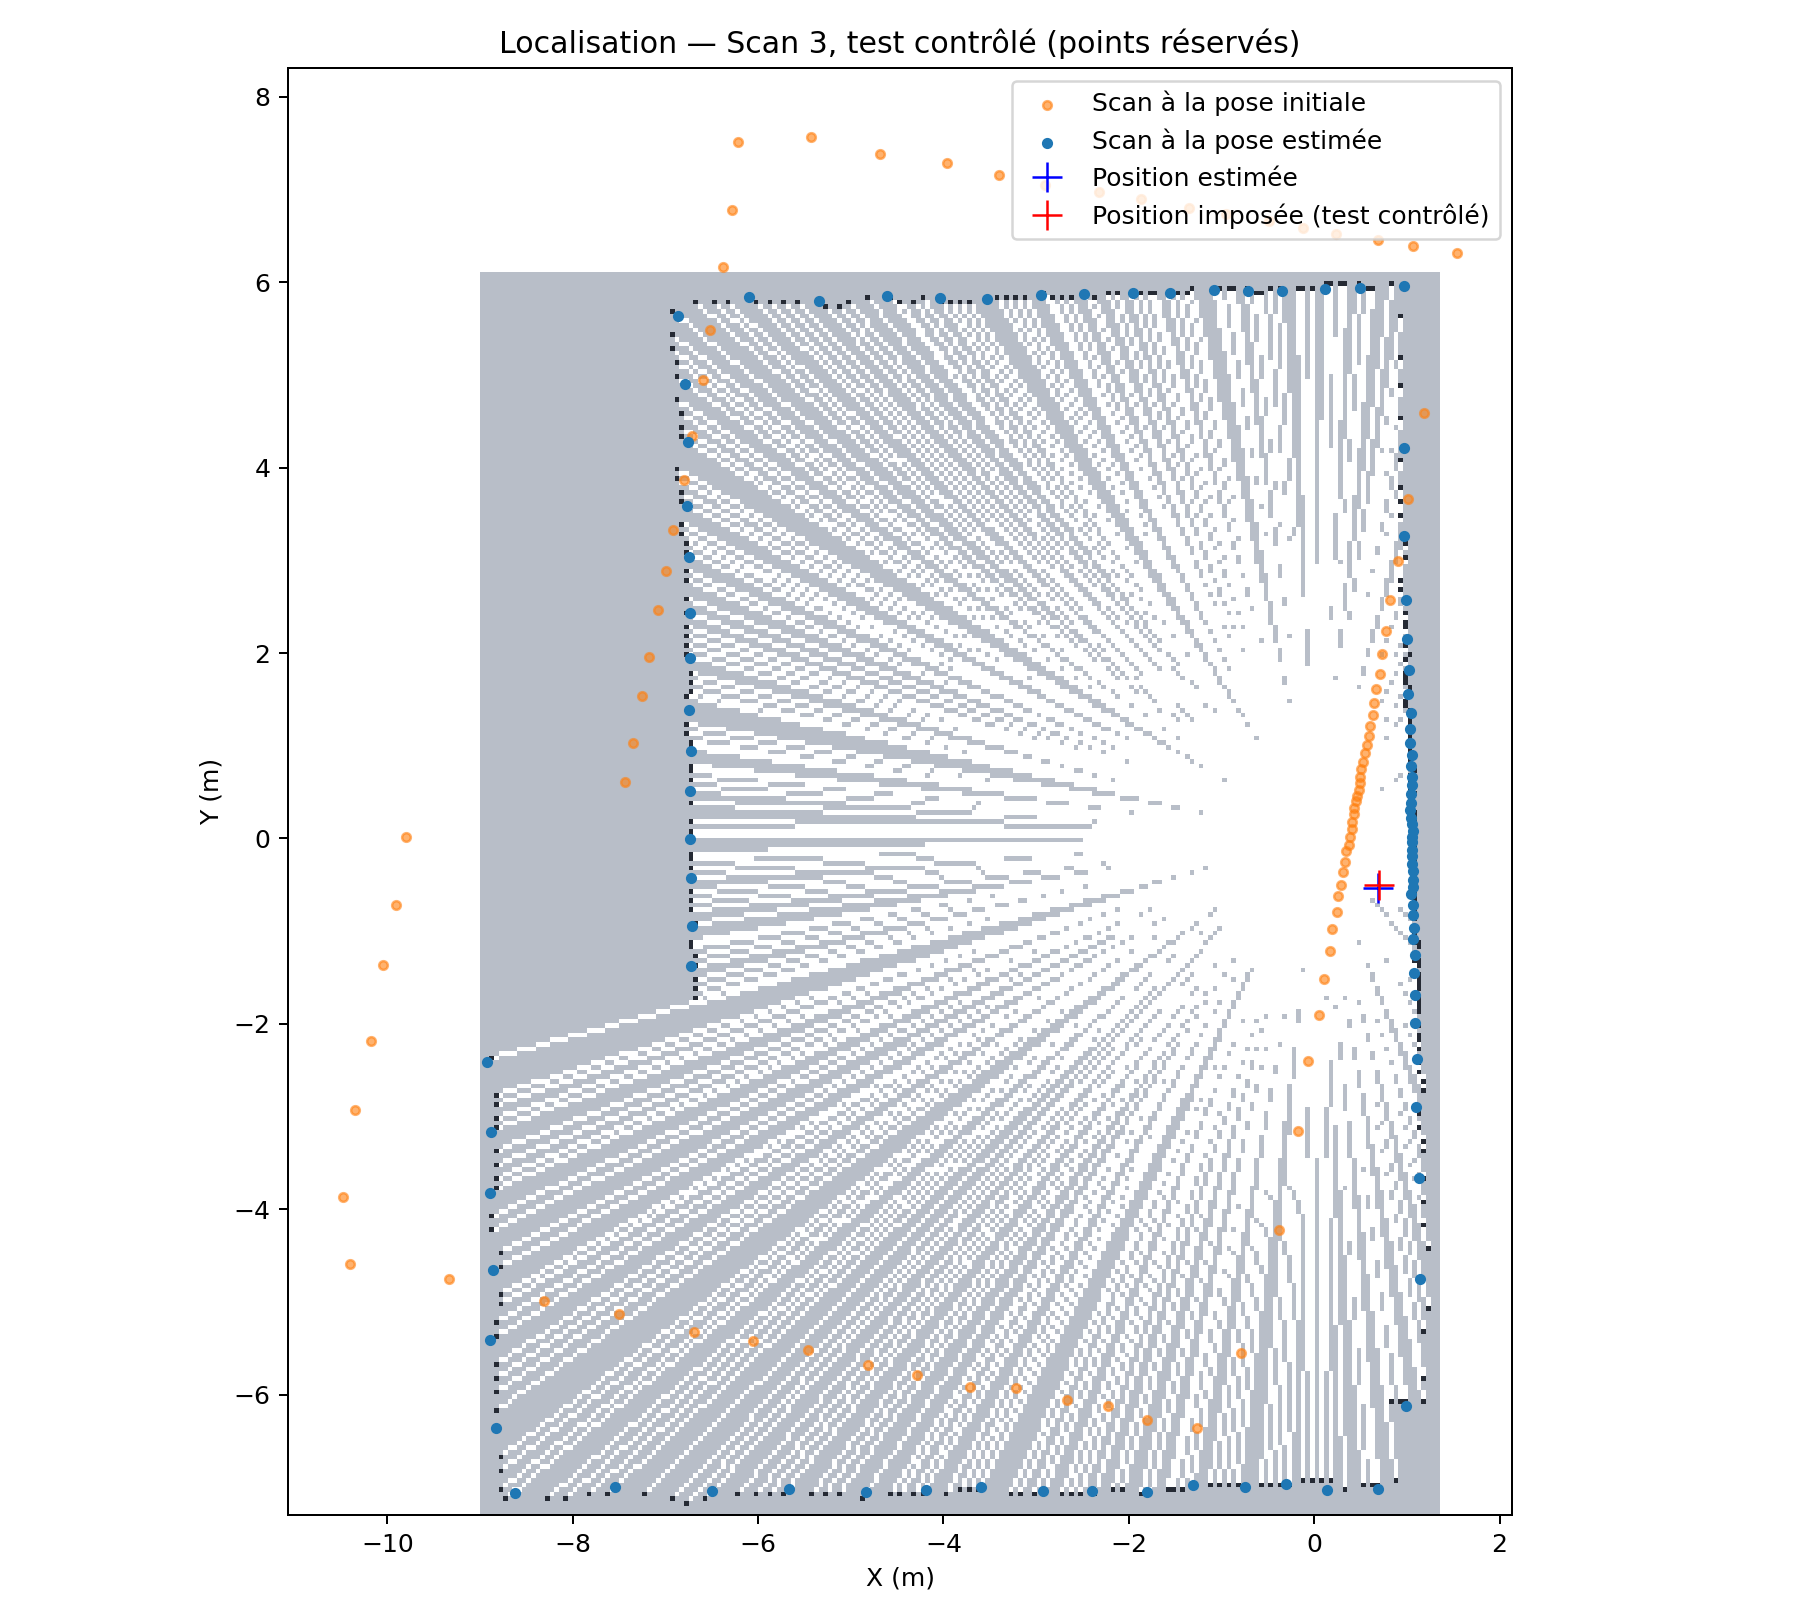 Localisation — Scan 3, test contrôlé (points réservés)
Scan à la pose initiale
Scan à la pose estimée
Position estimée
Position imposée (test contrôlé)
8
6
4
2
0
−2
−4
−6
Y (m)
−10
−8
−6
−4
−2
0
2
X (m)